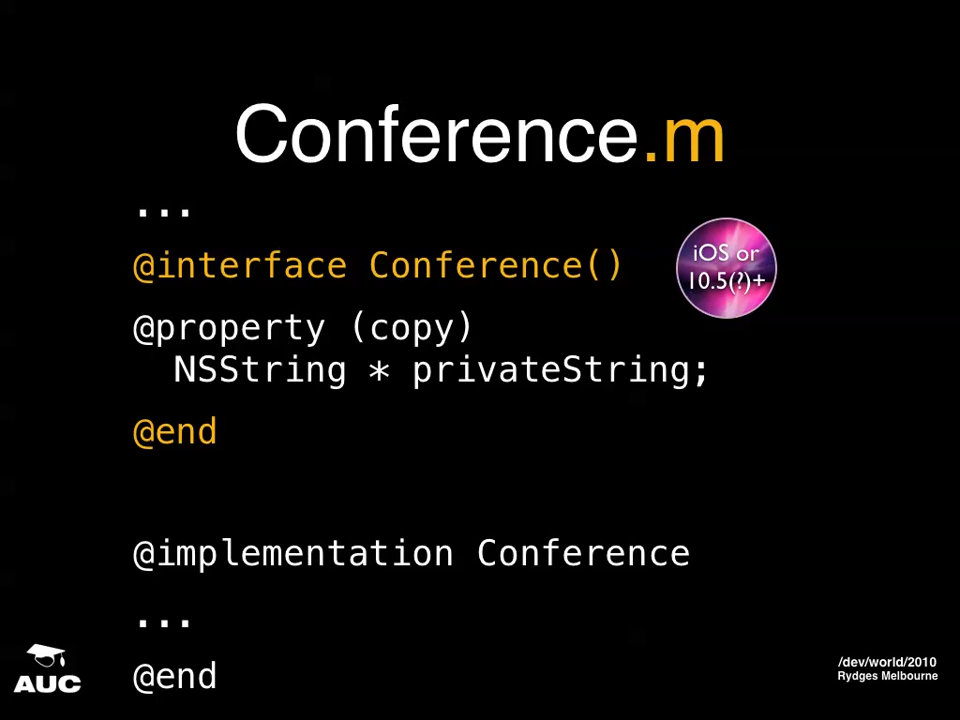 Conference.m
...
@interface Conference()
iOS or
10.5(?)+
@property (copy)
NSString * privateString;
@end
@implementation Conference
...
@end
AUC
/dev/world/2010
Rydges Melbourne